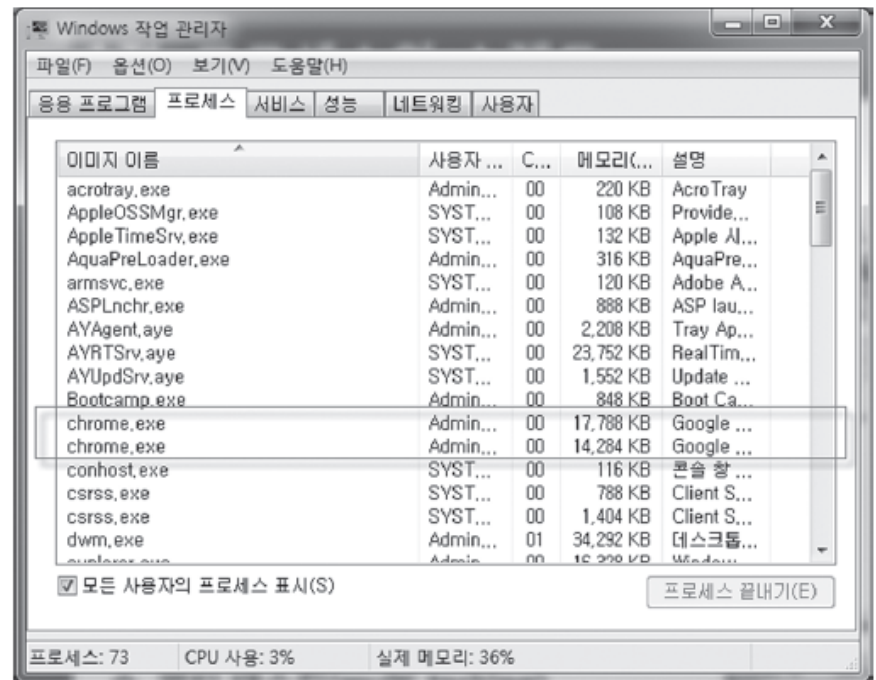 Windows 작업 관리자
파일(F) 옵션(O) 보기(V) 도움말(H)
응용 프로그램 프로세스 서비스 성능 네트워킹 사용자
이미지 이름 사용자 ... C... 메모리(... 설명
acrotray.exe Admin... 00 220 KB AcroTray
AppleOSSMgr.exe SYST... 00 108 KB Provide...
AppleTimeSrv.exe SYST... 00 132 KB Apple 시...
AquaPreLoader.exe Admin... 00 316 KB AquaPre...
armsvc.exe SYST... 00 120 KB Adobe A...
ASPLnchr.exe Admin... 00 888 KB ASP lau...
AYAgent.aye Admin... 00 2,208 KB Tray Ap...
AYRTSrv.aye SYST... 00 23,752 KB RealTim...
AYUpdSrv.aye SYST... 00 1,552 KB Update ...
Bootcamp.exe Admin... 00 848 KB Boot Ca...
chrome.exe Admin... 00 17,788 KB Google ...
chrome.exe Admin... 00 14,284 KB Google ...
conhost.exe SYST... 00 116 KB 콘솔 창 ...
csrss.exe SYST... 00 788 KB Client S...
csrss.exe SYST... 00 1,404 KB Client S...
dwm.exe Admin... 01 34,292 KB 데스크톱...
모든 사용자의 프로세스 표시(S) 프로세스 끝내기(E)
프로세스: 73 CPU 사용: 3% 실제 메모리: 36%